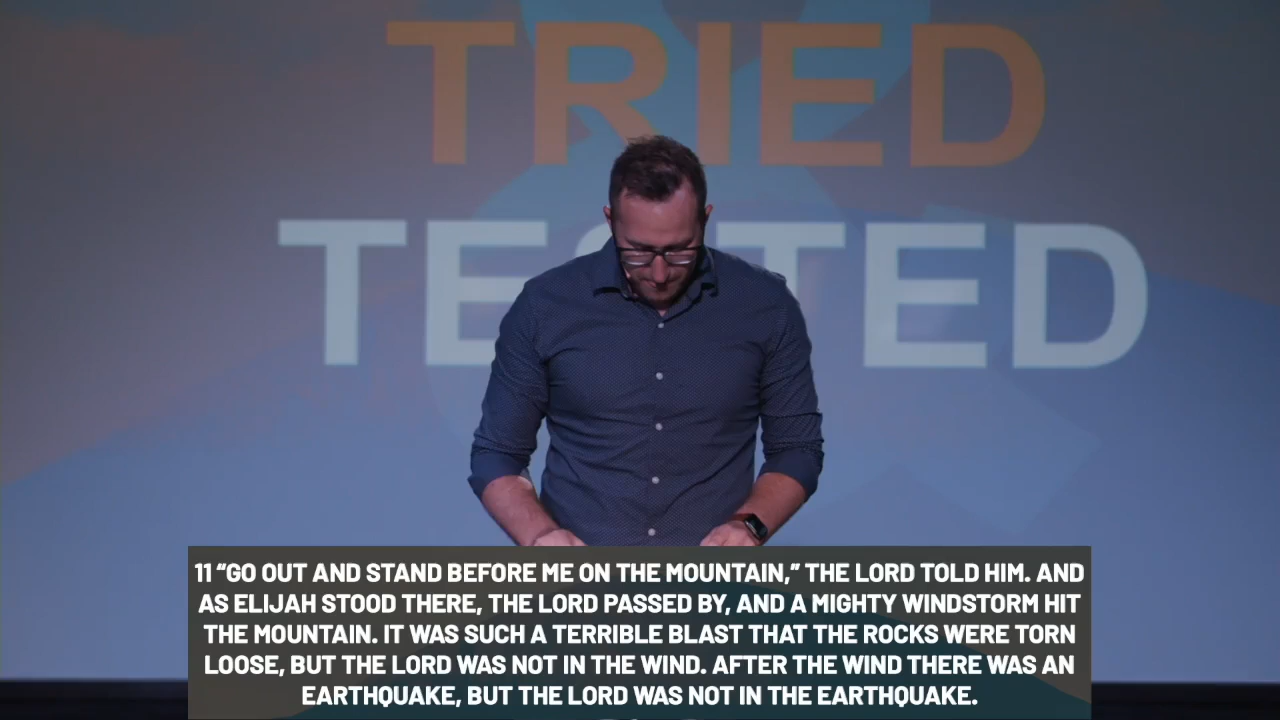 TRIED
TESTED
11 “GO OUT AND STAND BEFORE ME ON THE MOUNTAIN,” THE LORD TOLD HIM. AND
AS ELIJAH STOOD THERE, THE LORD PASSED BY, AND A MIGHTY WINDSTORM HIT
THE MOUNTAIN. IT WAS SUCH A TERRIBLE BLAST THAT THE ROCKS WERE TORN
LOOSE, BUT THE LORD WAS NOT IN THE WIND. AFTER THE WIND THERE WAS AN
EARTHQUAKE, BUT THE LORD WAS NOT IN THE EARTHQUAKE.